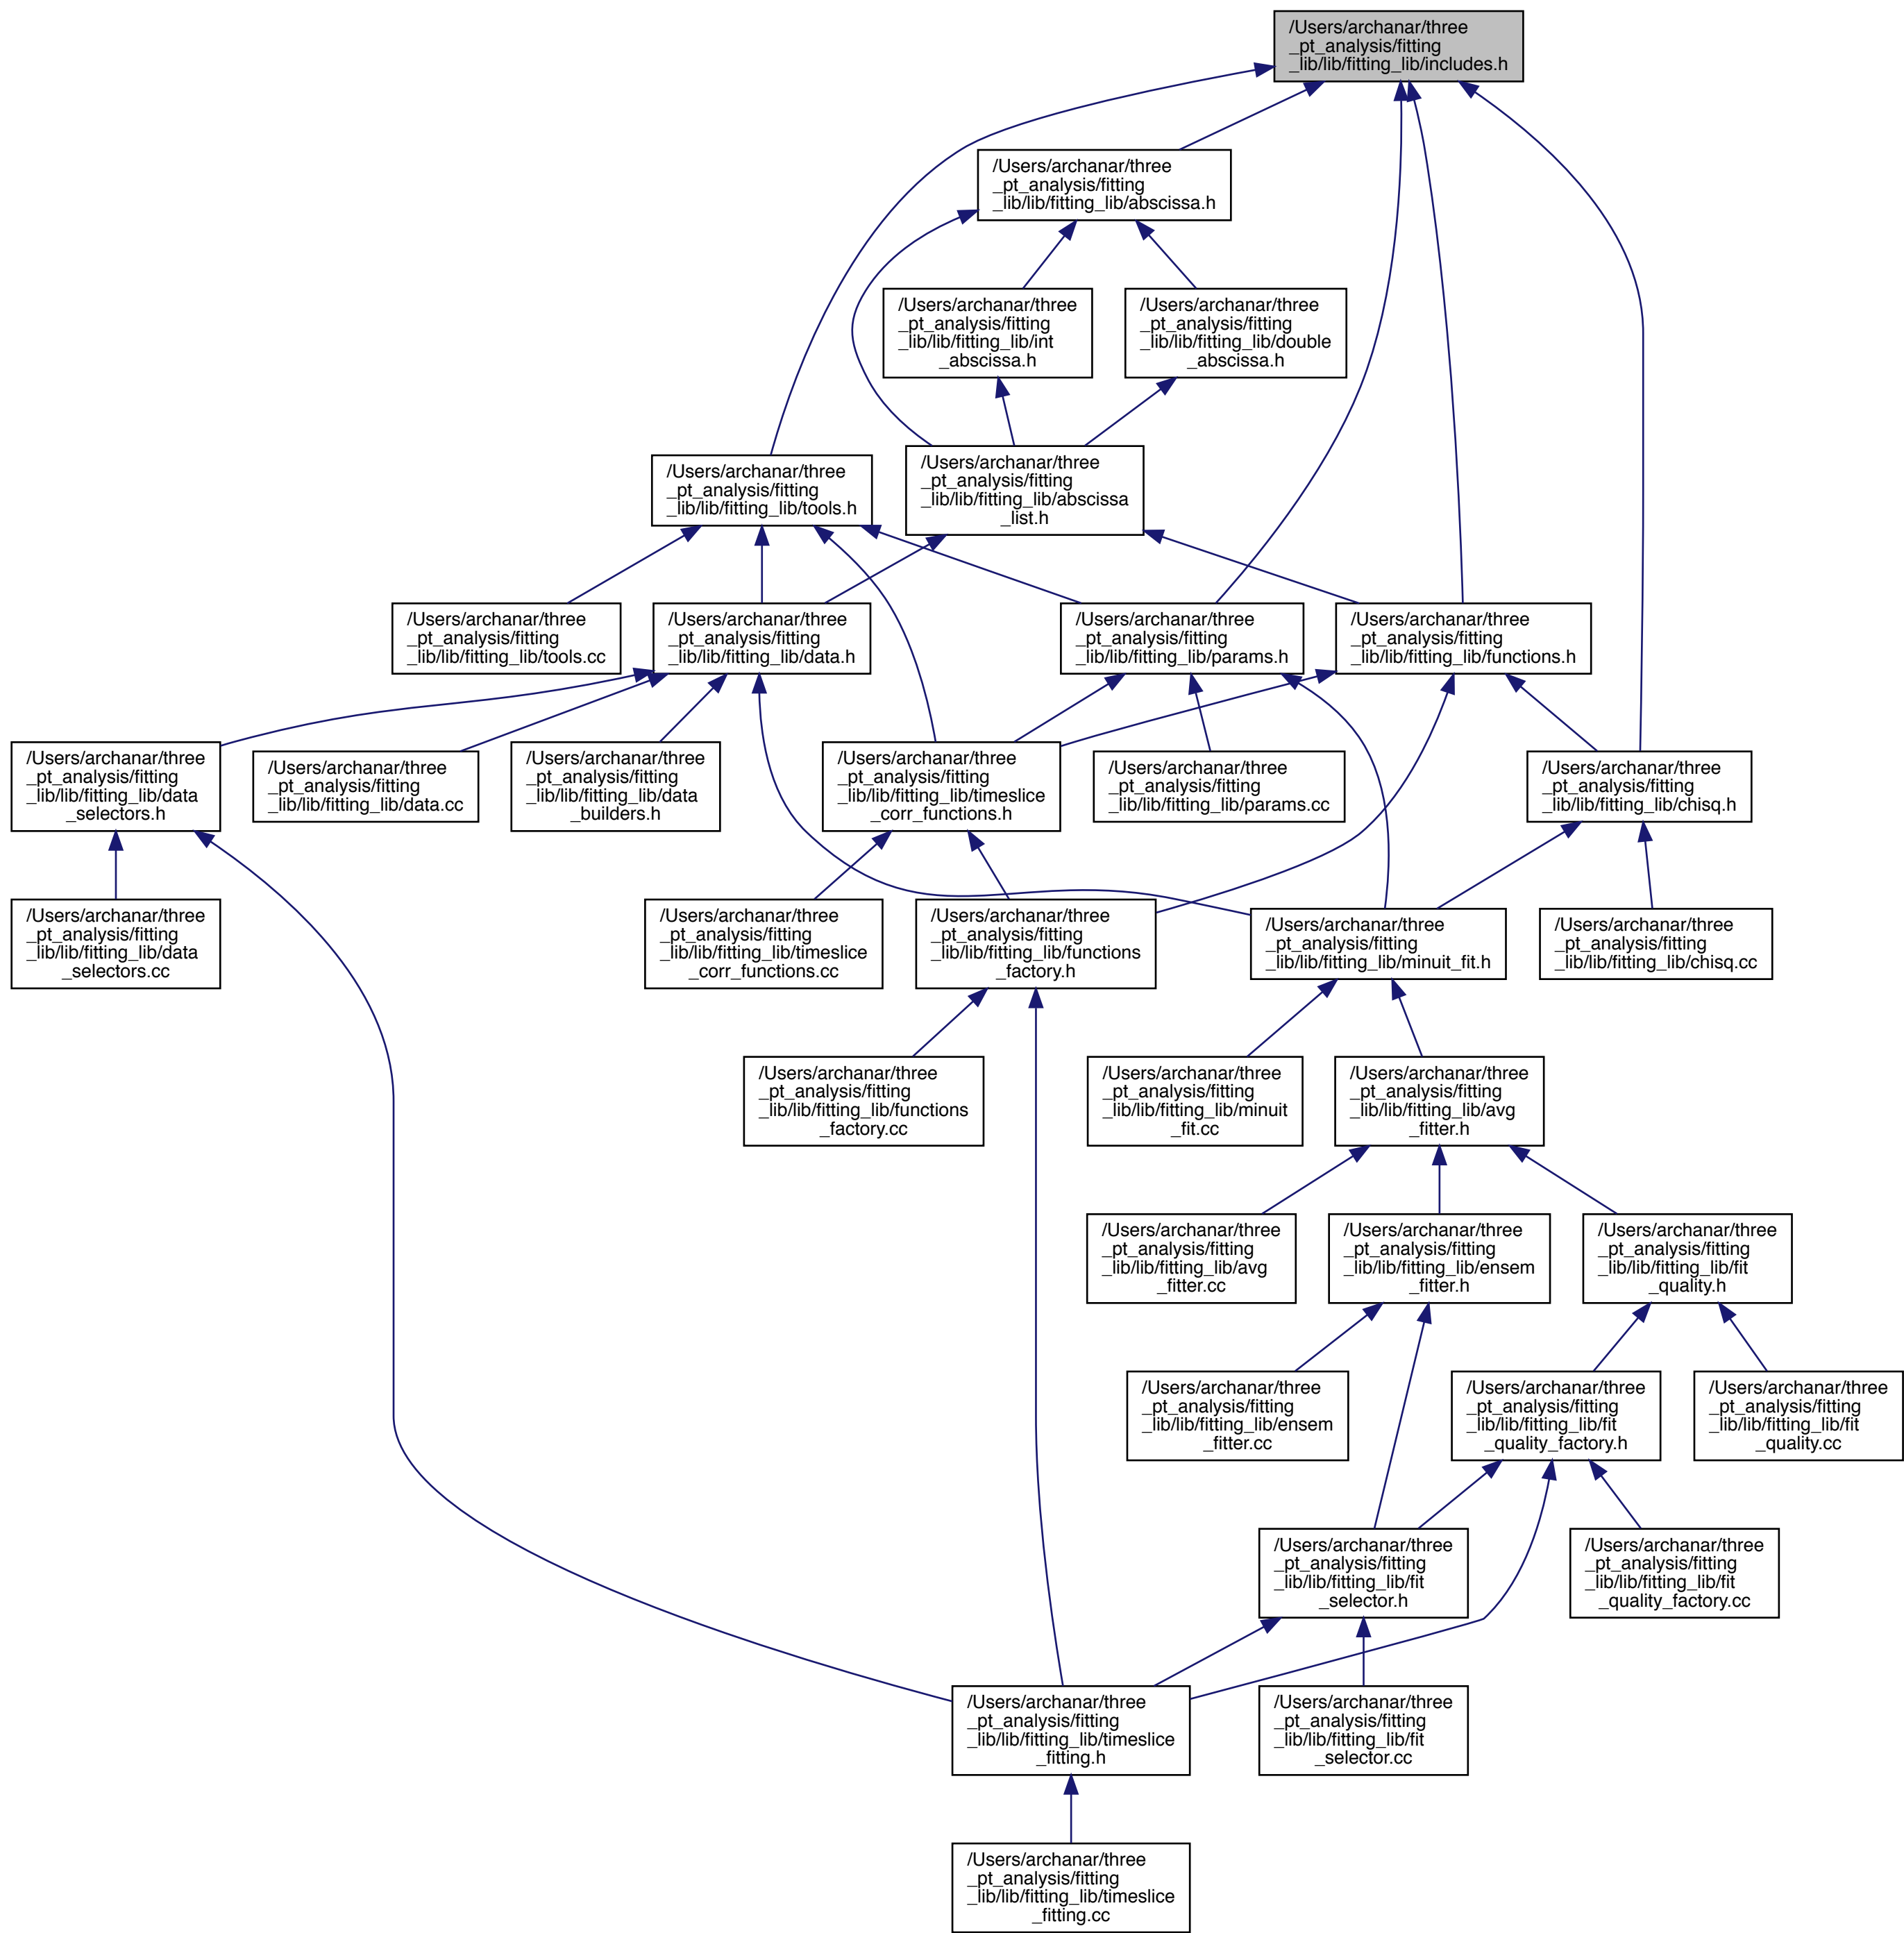 /Users/archanar/three
_pt_analysis/fitting
_lib/lib/fitting_lib/includes.h
/Users/archanar/three
_pt_analysis/fitting
_lib/lib/fitting_lib/abscissa.h
/Users/archanar/three
_pt_analysis/fitting
_lib/lib/fitting_lib/int
_abscissa.h
/Users/archanar/three
_pt_analysis/fitting
_lib/lib/fitting_lib/double
_abscissa.h
/Users/archanar/three
_pt_analysis/fitting
_lib/lib/fitting_lib/tools.h
/Users/archanar/three
_pt_analysis/fitting
_lib/lib/fitting_lib/abscissa
_list.h
/Users/archanar/three
_pt_analysis/fitting
_lib/lib/fitting_lib/tools.cc
/Users/archanar/three
_pt_analysis/fitting
_lib/lib/fitting_lib/data.h
/Users/archanar/three
_pt_analysis/fitting
_lib/lib/fitting_lib/params.h
/Users/archanar/three
_pt_analysis/fitting
_lib/lib/fitting_lib/functions.h
/Users/archanar/three
_pt_analysis/fitting
_lib/lib/fitting_lib/data
_selectors.h
/Users/archanar/three
_pt_analysis/fitting
_lib/lib/fitting_lib/data.cc
/Users/archanar/three
_pt_analysis/fitting
_lib/lib/fitting_lib/data
_builders.h
/Users/archanar/three
_pt_analysis/fitting
_lib/lib/fitting_lib/timeslice
_corr_functions.h
/Users/archanar/three
_pt_analysis/fitting
_lib/lib/fitting_lib/params.cc
/Users/archanar/three
_pt_analysis/fitting
_lib/lib/fitting_lib/chisq.h
/Users/archanar/three
_pt_analysis/fitting
_lib/lib/fitting_lib/data
_selectors.cc
/Users/archanar/three
_pt_analysis/fitting
_lib/lib/fitting_lib/timeslice
_corr_functions.cc
/Users/archanar/three
_pt_analysis/fitting
_lib/lib/fitting_lib/functions
_factory.h
/Users/archanar/three
_pt_analysis/fitting
_lib/lib/fitting_lib/minuit_fit.h
/Users/archanar/three
_pt_analysis/fitting
_lib/lib/fitting_lib/chisq.cc
/Users/archanar/three
_pt_analysis/fitting
_lib/lib/fitting_lib/functions
_factory.cc
/Users/archanar/three
_pt_analysis/fitting
_lib/lib/fitting_lib/minuit
_fit.cc
/Users/archanar/three
_pt_analysis/fitting
_lib/lib/fitting_lib/avg
_fitter.h
/Users/archanar/three
_pt_analysis/fitting
_lib/lib/fitting_lib/avg
_fitter.cc
/Users/archanar/three
_pt_analysis/fitting
_lib/lib/fitting_lib/ensem
_fitter.h
/Users/archanar/three
_pt_analysis/fitting
_lib/lib/fitting_lib/fit
_quality.h
/Users/archanar/three
_pt_analysis/fitting
_lib/lib/fitting_lib/ensem
_fitter.cc
/Users/archanar/three
_pt_analysis/fitting
_lib/lib/fitting_lib/fit
_quality_factory.h
/Users/archanar/three
_pt_analysis/fitting
_lib/lib/fitting_lib/fit
_quality.cc
/Users/archanar/three
_pt_analysis/fitting
_lib/lib/fitting_lib/fit
_selector.h
/Users/archanar/three
_pt_analysis/fitting
_lib/lib/fitting_lib/fit
_quality_factory.cc
/Users/archanar/three
_pt_analysis/fitting
_lib/lib/fitting_lib/timeslice
_fitting.h
/Users/archanar/three
_pt_analysis/fitting
_lib/lib/fitting_lib/fit
_selector.cc
/Users/archanar/three
_pt_analysis/fitting
_lib/lib/fitting_lib/timeslice
_fitting.cc